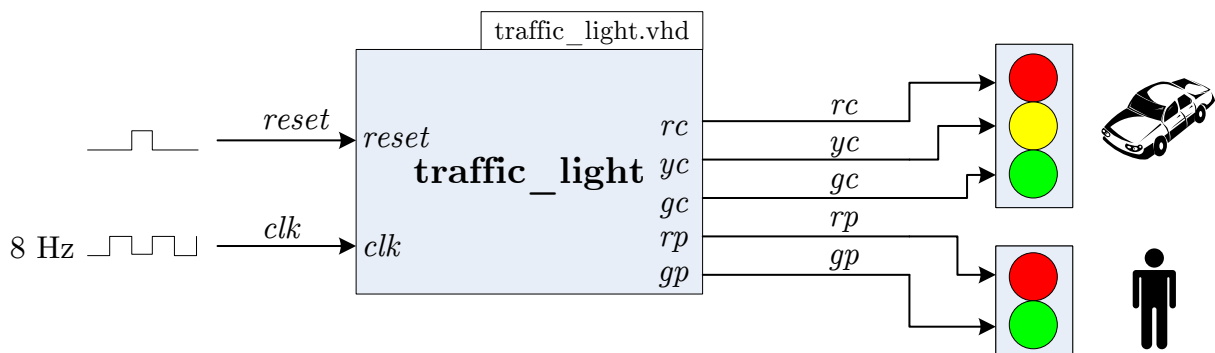 traffic_light.vhd
reset
reset
rc
rc
yc
traffic_light
yc
gc
gc
rp
8 Hz
clk
clk
rp
gp
gp